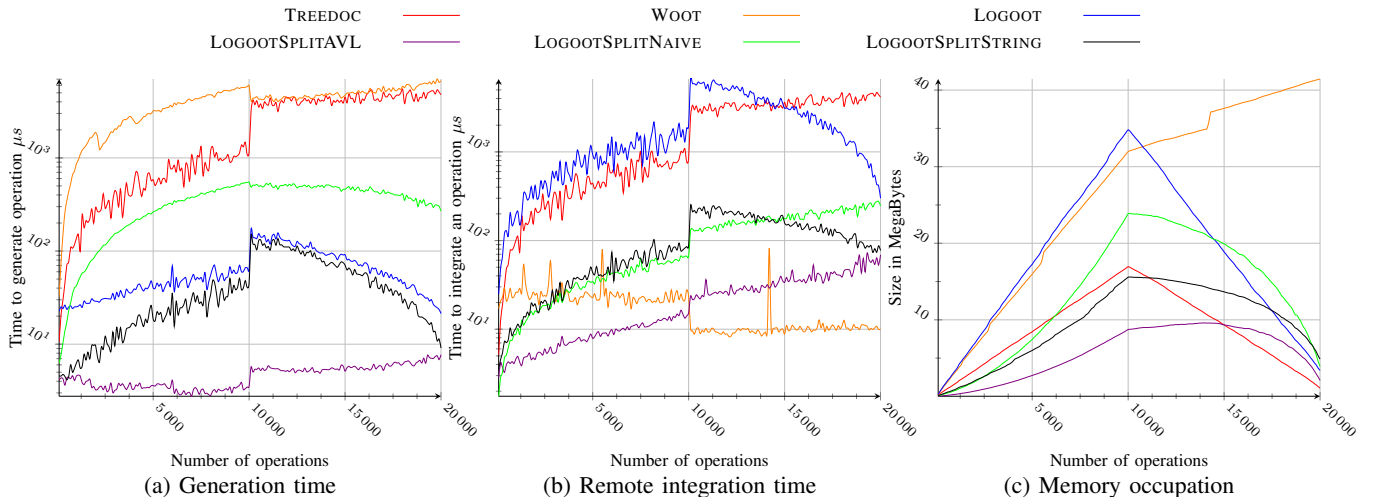 TREEDOC WOOT LOGOOT
LOGOOTSPLITAVL LOGOOTSPLITNAIVE LOGOOTSPLITSTRING
Time to generate operation μs
10³
10²
10¹
5 000
10 000
15 000
20 000
Number of operations
(a) Generation time
Time to integrate an operation μs
10³
10²
10¹
5 000
10 000
15 000
20 000
Number of operations
(b) Remote integration time
Size in MegaBytes
40
30
20
10
5 000
10 000
15 000
20 000
Number of operations
(c) Memory occupation